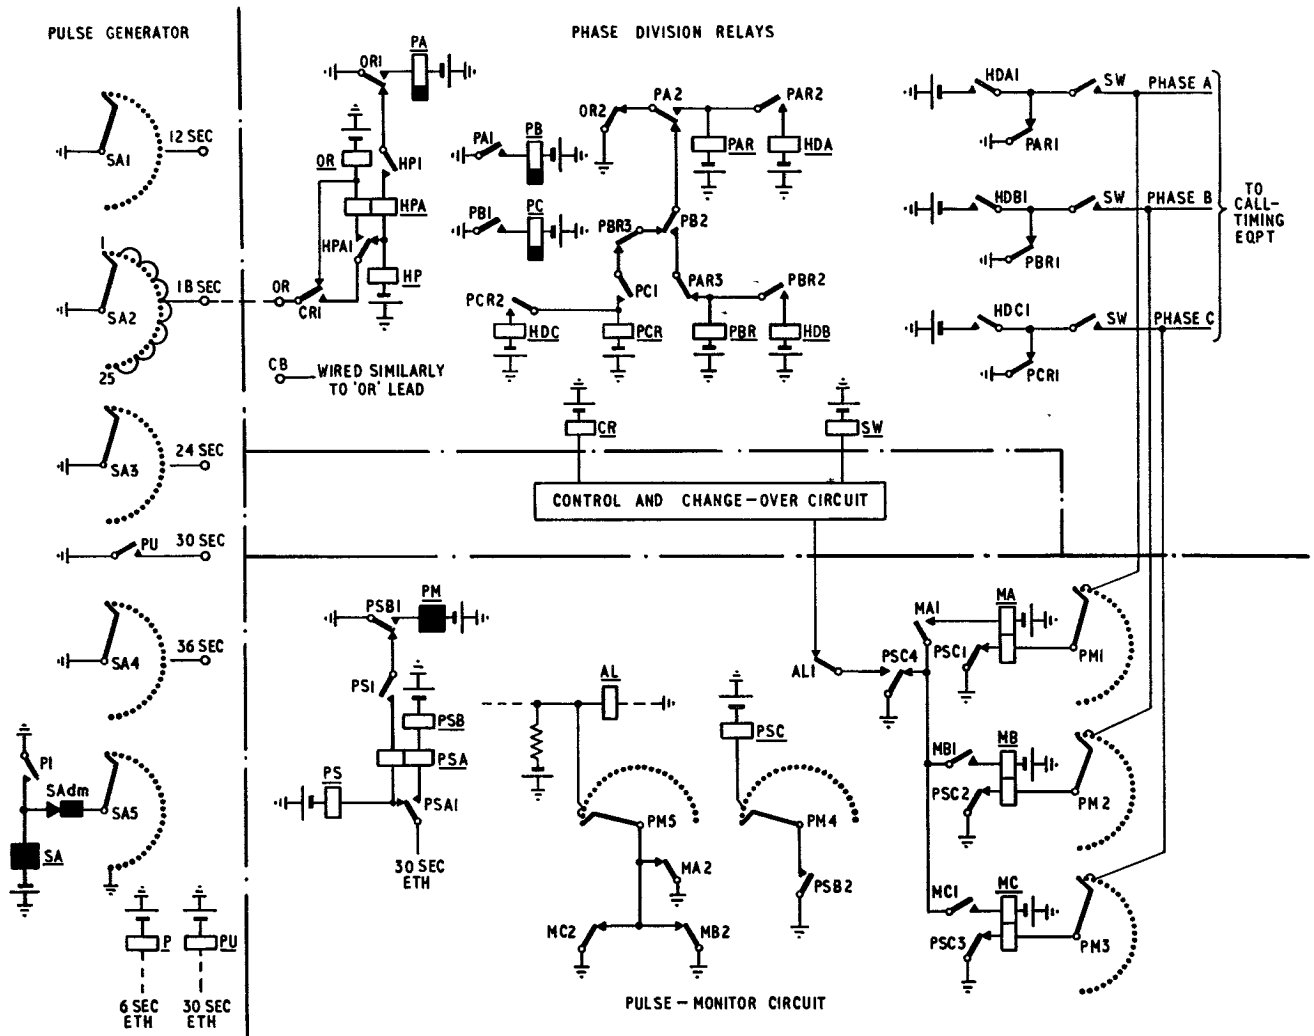 PULSE GENERATOR
PHASE DIVISION RELAYS
SA1
12 SEC
1
SA2
25
18 SEC
SA3
24 SEC
PU
30 SEC
SA4
36 SEC
P1
SAdm
SA5
SA
P
PU
6 SEC
ETH
30 SEC
ETH
OR1
PA
OR
HP1
HPA
HPA1
HP
OR
CR1
CB
WIRED SIMILARLY
TO 'OR' LEAD
PA1
PB
PB1
PC
OR2
PA2
PAR2
PAR
HDA
PBR3
PB2
PC1
PAR3
PBR2
PCR2
HDC
PCR
PBR
HDB
HDA1
SW
PHASE A
PAR1
HDB1
SW
PHASE B
PBR1
HDC1
SW
PHASE C
PCR1
TO
CALL-
TIMING
EQPT
CR
SW
CONTROL AND CHANGE-OVER CIRCUIT
PSB1
PM
PS1
PSB
PSA
PS
PSA1
30 SEC
ETH
AL
PSC
PM5
PM4
MA2
PSB2
MC2
MB2
AL1
PSC4
MA1
MA
PSC1
PM1
MB1
MB
PSC2
PM2
MC1
MC
PSC3
PM3
PULSE-MONITOR CIRCUIT